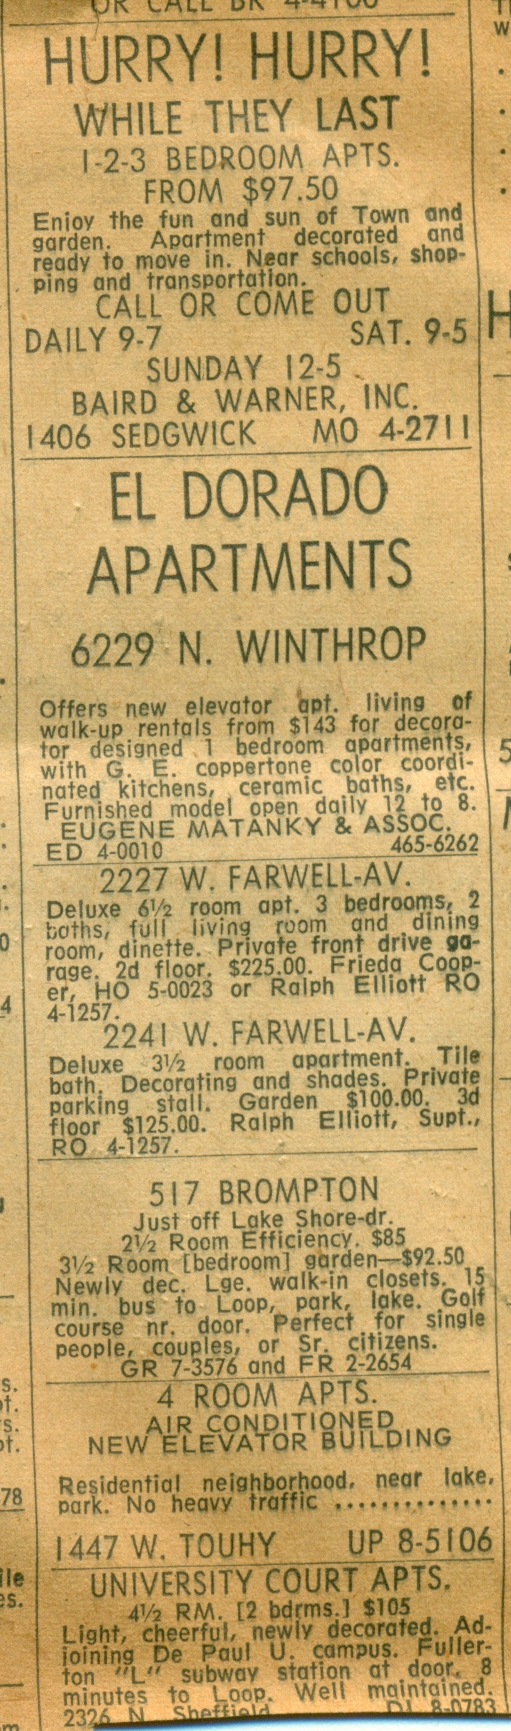 OR CALL BR 4-4100
HURRY! HURRY!
WHILE THEY LAST
1-2-3 BEDROOM APTS.
FROM $97.50
Enjoy the fun and sun of Town and
garden. Apartment decorated and
ready to move in. Near schools, shop-
ping and transportation.
CALL OR COME OUT
DAILY 9-7 SAT. 9-5
SUNDAY 12-5
BAIRD & WARNER, INC.
1406 SEDGWICK MO 4-2711
EL DORADO
APARTMENTS
6229 N. WINTHROP
Offers new elevator apt. living of
walk-up rentals from $143 for decora-
tor designed 1 bedroom apartments,
with G. E. coppertone color coordi-
nated kitchens, ceramic baths, etc.
Furnished model open daily 12 to 8.
EUGENE MATANKY & ASSOC.
ED 4-0010 465-6262
2227 W. FARWELL-AV.
Deluxe 6½ room apt. 3 bedrooms, 2
baths, full living room and dining
room, dinette. Private front drive ga-
rage. 2d floor. $225.00. Frieda Coop-
er, HO 5-0023 or Ralph Elliott RO
4-1257.
2241 W. FARWELL-AV.
Deluxe 3½ room apartment. Tile
bath. Decorating and shades. Private
parking stall. Garden $100.00. 3d
floor $125.00. Ralph Elliott, Supt.,
RO 4-1257.
517 BROMPTON
Just off Lake Shore-dr.
2½ Room Efficiency. $85
3½ Room [bedroom] garden—$92.50
Newly dec. Lge. walk-in closets. 15
min. bus to Loop, park, lake. Golf
course nr. door. Perfect for single
people, couples, or Sr. citizens.
GR 7-3576 and FR 2-2654
4 ROOM APTS.
AIR CONDITIONED
NEW ELEVATOR BUILDING
Residential neighborhood, near lake,
park. No heavy traffic ..............
1447 W. TOUHY UP 8-5106
UNIVERSITY COURT APTS.
4½ RM. [2 bdrms.] $105
Light, cheerful, newly decorated. Ad-
joining De Paul U. campus. Fuller-
ton "L" subway station at door. 8
minutes to Loop. Well maintained.
2326 N. Sheffield DI 8-0783